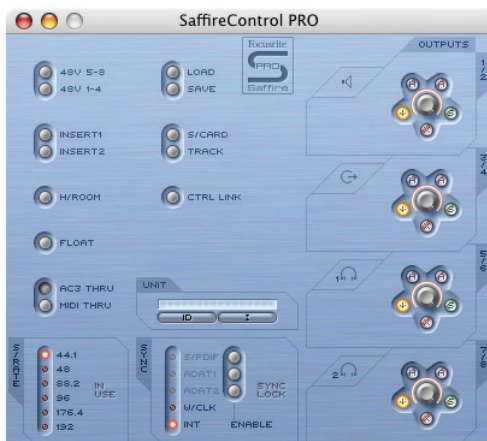 SaffireControl PRO
Focusrite
PRO
Saffire
48V 5-8
48V 1-4
LOAD
SAVE
INSERT1
INSERT2
S/CARD
TRACK
H/ROOM
CTRL LINK
FLOAT
AC3 THRU
MIDI THRU
UNIT
ID
I
S/RATE
44.1
48
88.2
96
176.4
192
IN
USE
SYNC
S/PDIF
ADAT1
ADAT2
W/CLK
INT
SYNC
LOCK
ENABLE
OUTPUTS
1/2
3/4
5/6
7/8
1
2